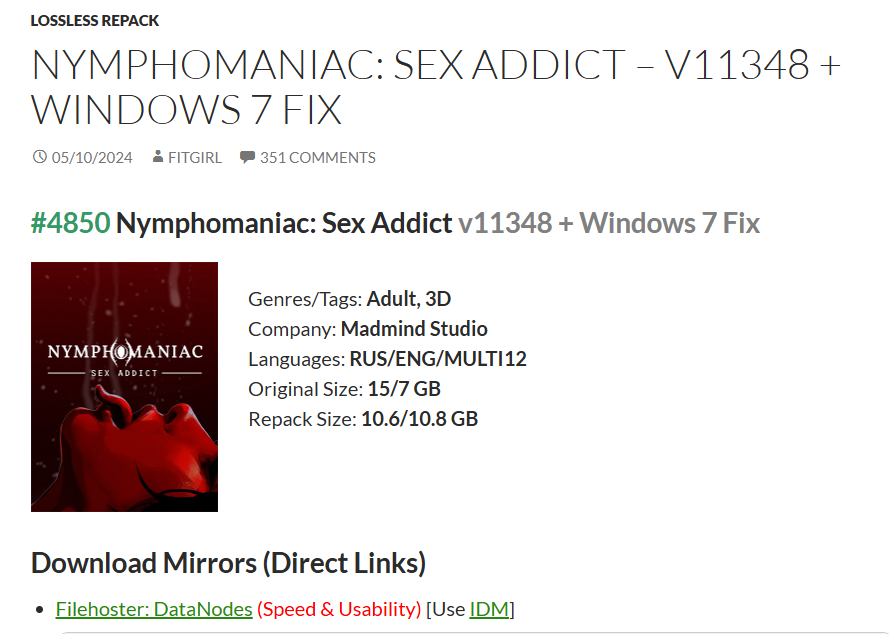 LOSSLESS REPACK
NYMPHOMANIAC: SEX ADDICT – V11348 +
WINDOWS 7 FIX
05/10/2024 FITGIRL 351 COMMENTS
#4850 Nymphomaniac: Sex Addict v11348 + Windows 7 Fix
NYMPHOMANIAC
SEX ADDICT
Genres/Tags: Adult, 3D
Company: Madmind Studio
Languages: RUS/ENG/MULTI12
Original Size: 15/7 GB
Repack Size: 10.6/10.8 GB
Download Mirrors (Direct Links)
Filehoster: DataNodes (Speed & Usability) [Use IDM]